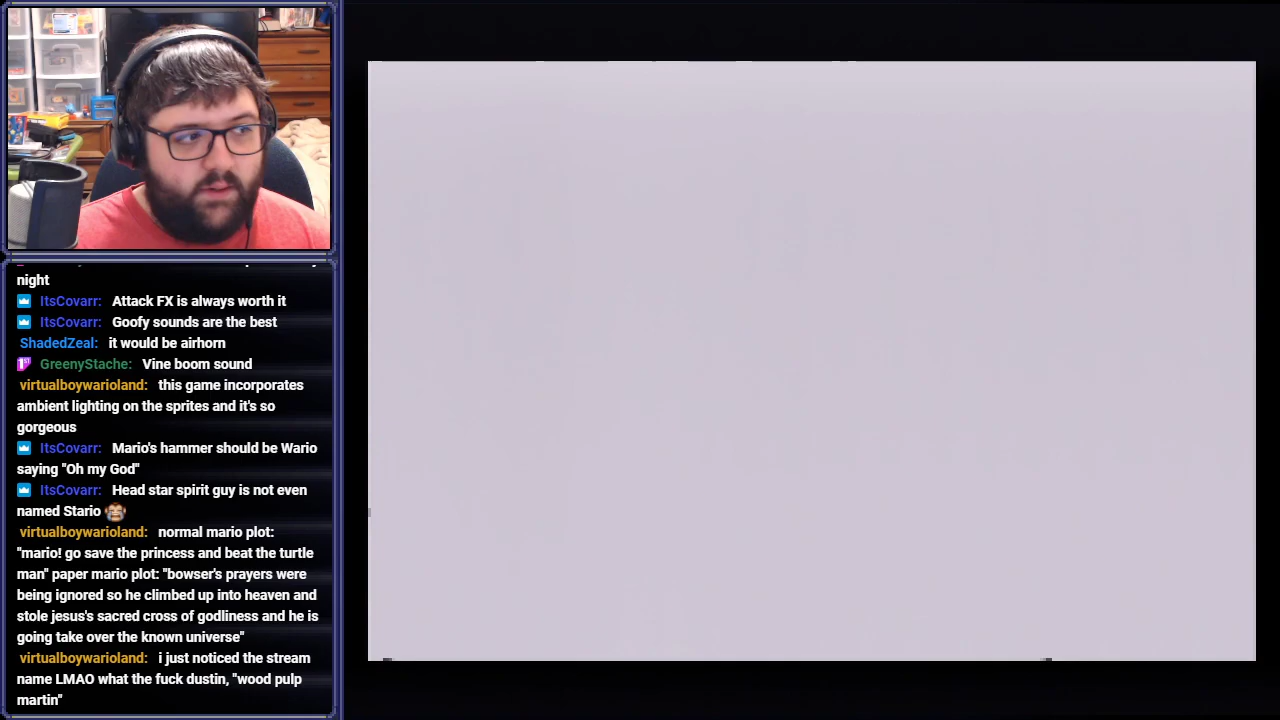 night
ItsCovarr: Attack FX is always worth it
ItsCovarr: Goofy sounds are the best
ShadedZeal: it would be airhorn
GreenyStache: Vine boom sound
virtualboywarioland: this game incorporates
ambient lighting on the sprites and it's so
gorgeous
ItsCovarr: Mario's hammer should be Wario
saying "Oh my God"
ItsCovarr: Head star spirit guy is not even
named Stario
virtualboywarioland: normal mario plot:
"mario! go save the princess and beat the turtle
man" paper mario plot: "bowser's prayers were
being ignored so he climbed up into heaven and
stole jesus's sacred cross of godliness and he is
going take over the known universe"
virtualboywarioland: i just noticed the stream
name LMAO what the fuck dustin, "wood pulp
martin"